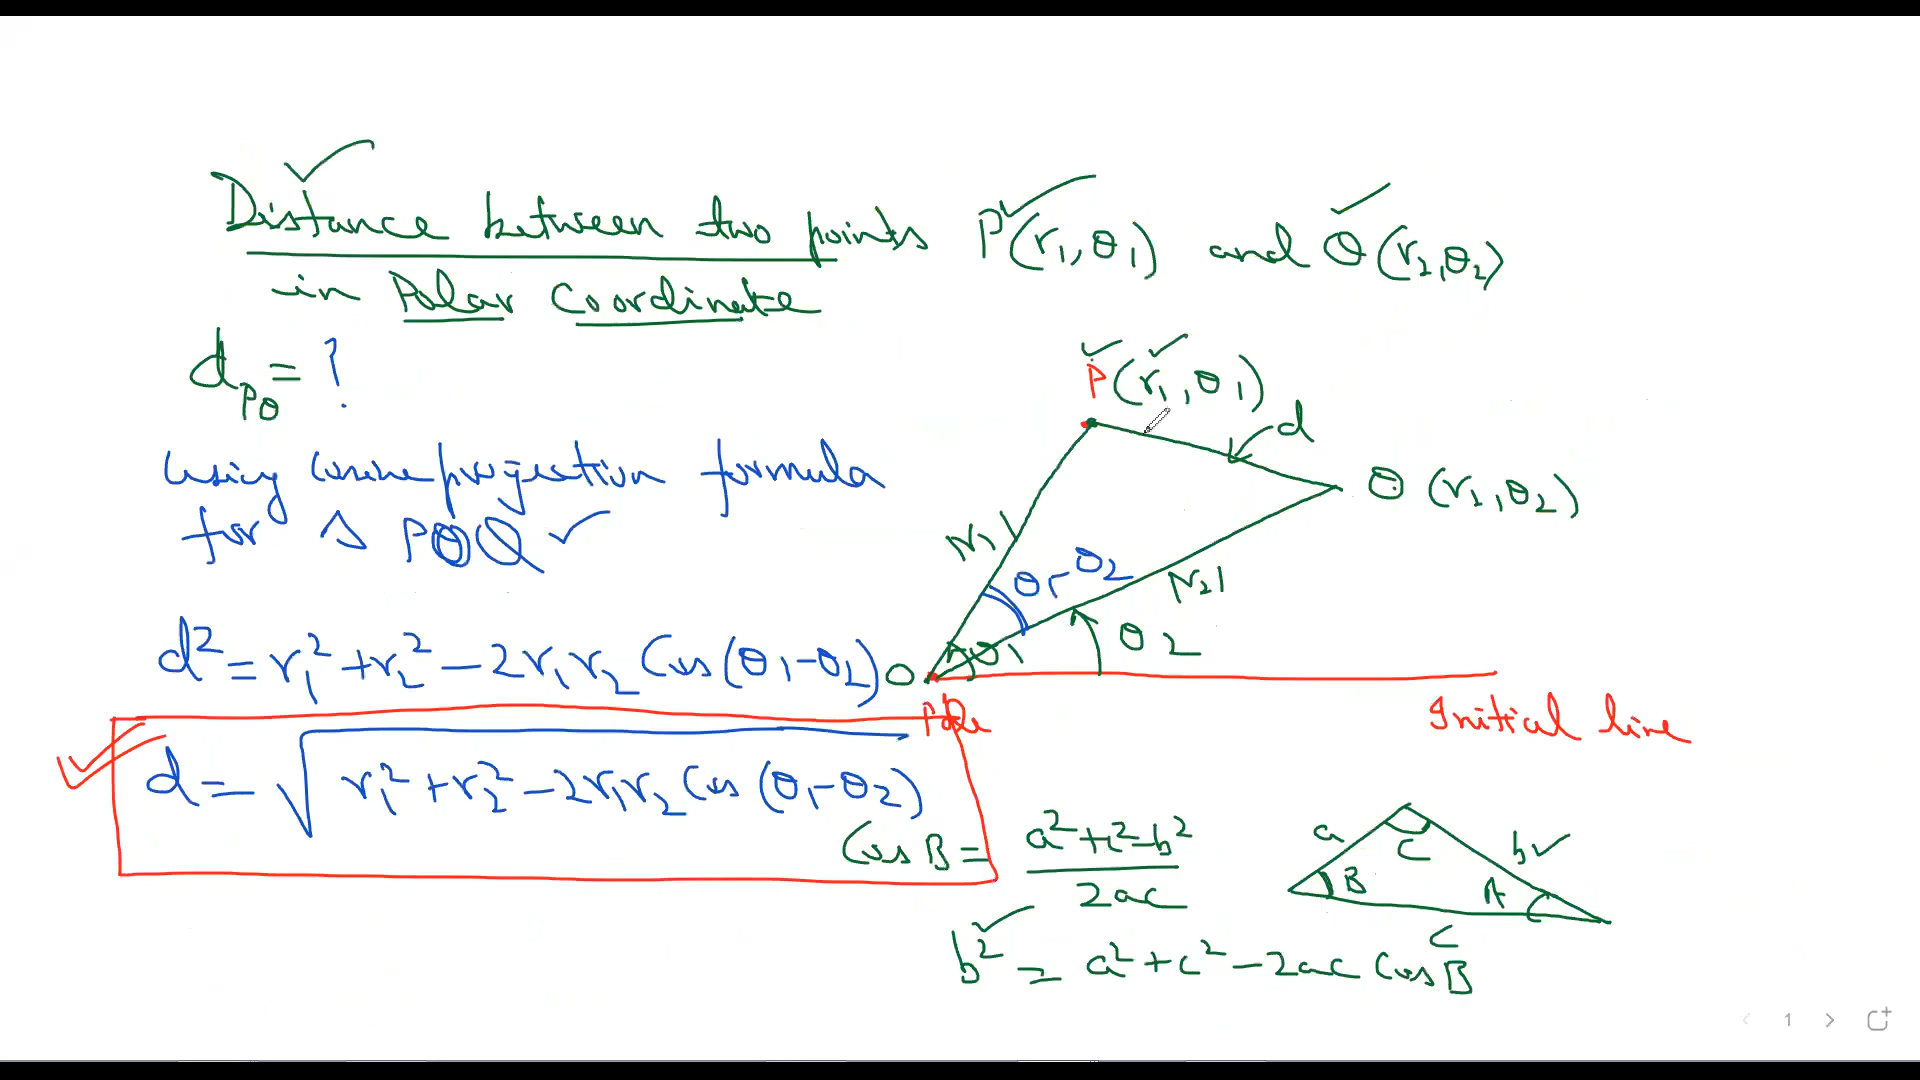 Distance between two points P(r₁, θ₁) and Q(r₂, θ₂)
in Polar Coordinate
d_PQ = ?
P(r₁, θ₁)
d
Q (r₂, θ₂)
using cosine projection formula
for Δ POQ
r₁
θ₁-θ₂
r₂
θ₁
θ₂
d² = r₁² + r₂² - 2r₁r₂ Cos(θ₁-θ₂)
O
Pole
Initial line
d = √(r₁² + r₂² - 2r₁r₂ Cos(θ₁-θ₂))
Cos B = (a² + c² - b²) / 2ac
a
C
b
B
A
c
b² = a² + c² - 2ac Cos B
1